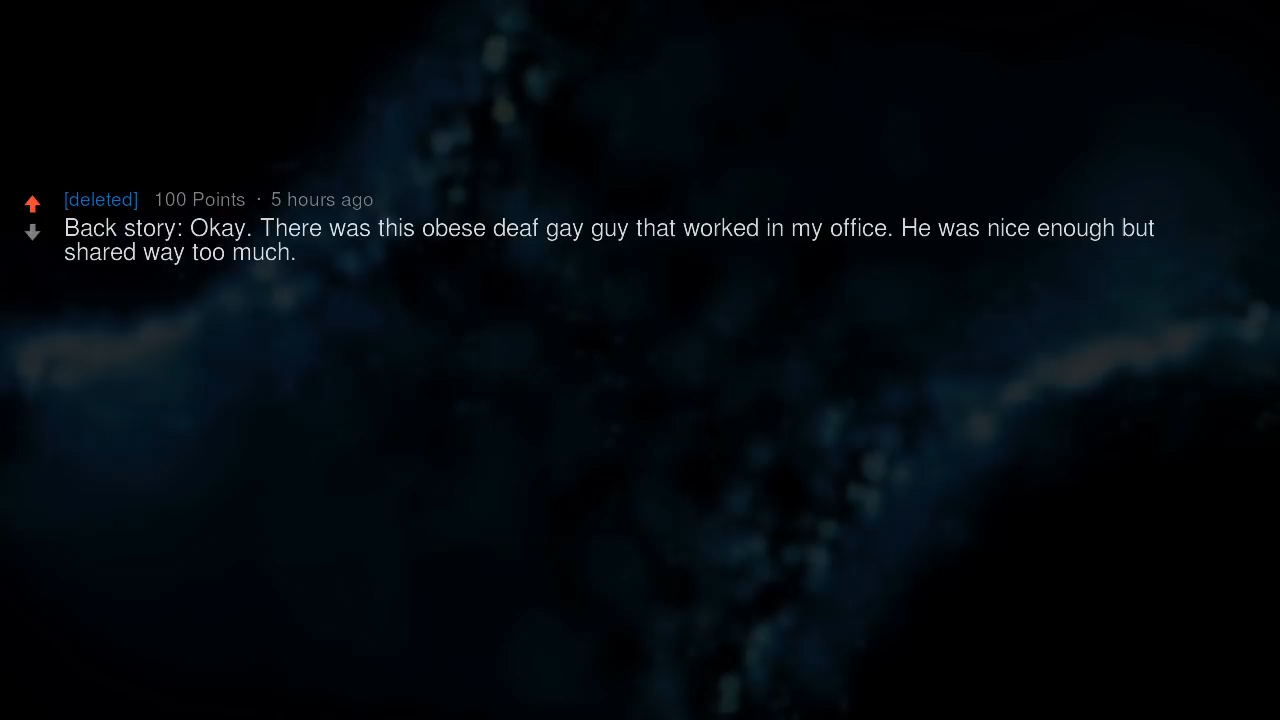 [deleted] 100 Points · 5 hours ago
Back story: Okay. There was this obese deaf gay guy that worked in my office. He was nice enough but
shared way too much.